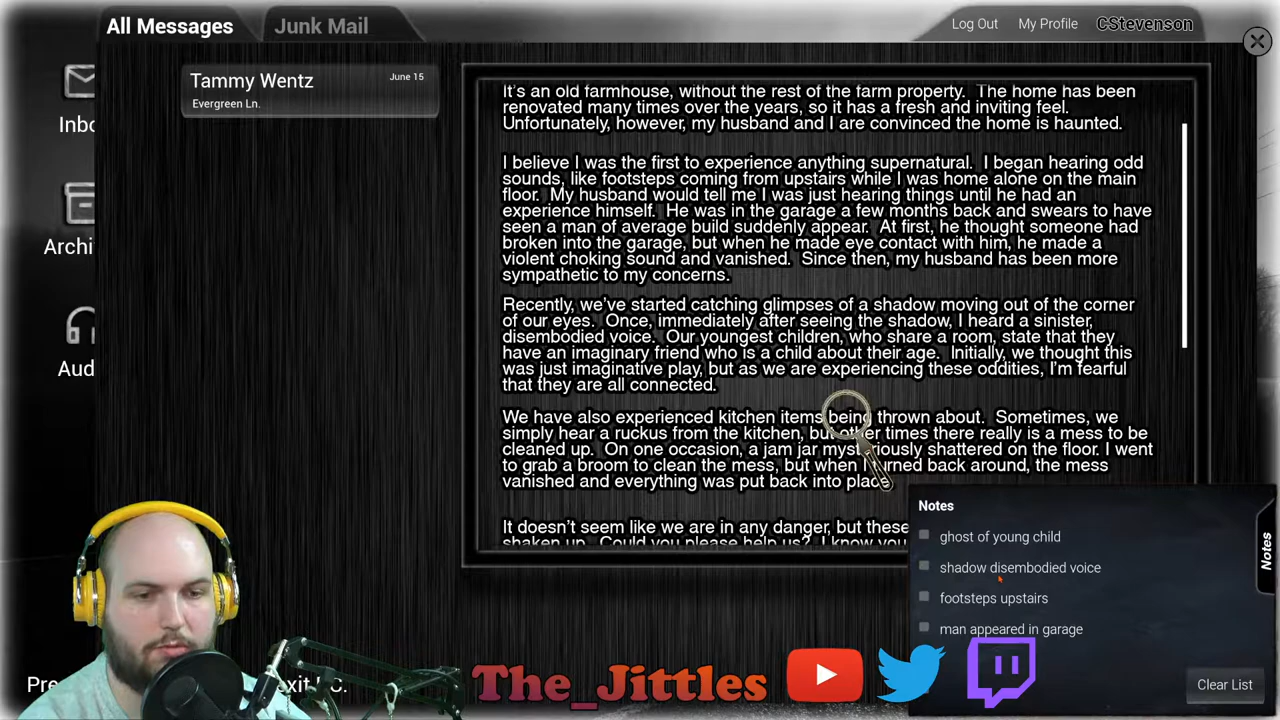 All Messages
Junk Mail
Log Out
My Profile
CStevenson
Tammy Wentz
June 15
Evergreen Ln.
Inbo
Archi
Aud
It's an old farmhouse, without the rest of the farm property. The home has been
renovated many times over the years, so it has a fresh and inviting feel.
Unfortunately, however, my husband and I are convinced the home is haunted.
I believe I was the first to experience anything supernatural. I began hearing odd
sounds, like footsteps coming from upstairs while I was home alone on the main
floor. My husband would tell me I was just hearing things until he had an
experience himself. He was in the garage a few months back and swears to have
seen a man of average build suddenly appear. At first, he thought someone had
broken into the garage, but when he made eye contact with him, he made a
violent choking sound and vanished. Since then, my husband has been more
sympathetic to my concerns.
Recently, we've started catching glimpses of a shadow moving out of the corner
of our eyes. Once, immediately after seeing the shadow, I heard a sinister,
disembodied voice. Our youngest children, who share a room, state that they
have an imaginary friend who is a child about their age. Initially, we thought this
was just imaginative play, but as we are experiencing these oddities, I'm fearful
that they are all connected.
We have also experienced kitchen items being thrown about. Sometimes, we
simply hear a ruckus from the kitchen, but other times there really is a mess to be
cleaned up. On one occasion, a jam jar mysteriously shattered on the floor. I went
to grab a broom to clean the mess, but when I turned back around, the mess
vanished and everything was put back into place
It doesn't seem like we are in any danger, but these
shaken up. Could you please help us? I know you
Notes
Notes
ghost of young child
shadow disembodied voice
footsteps upstairs
man appeared in garage
Clear List
Pre
xit PC.
The_Jittles